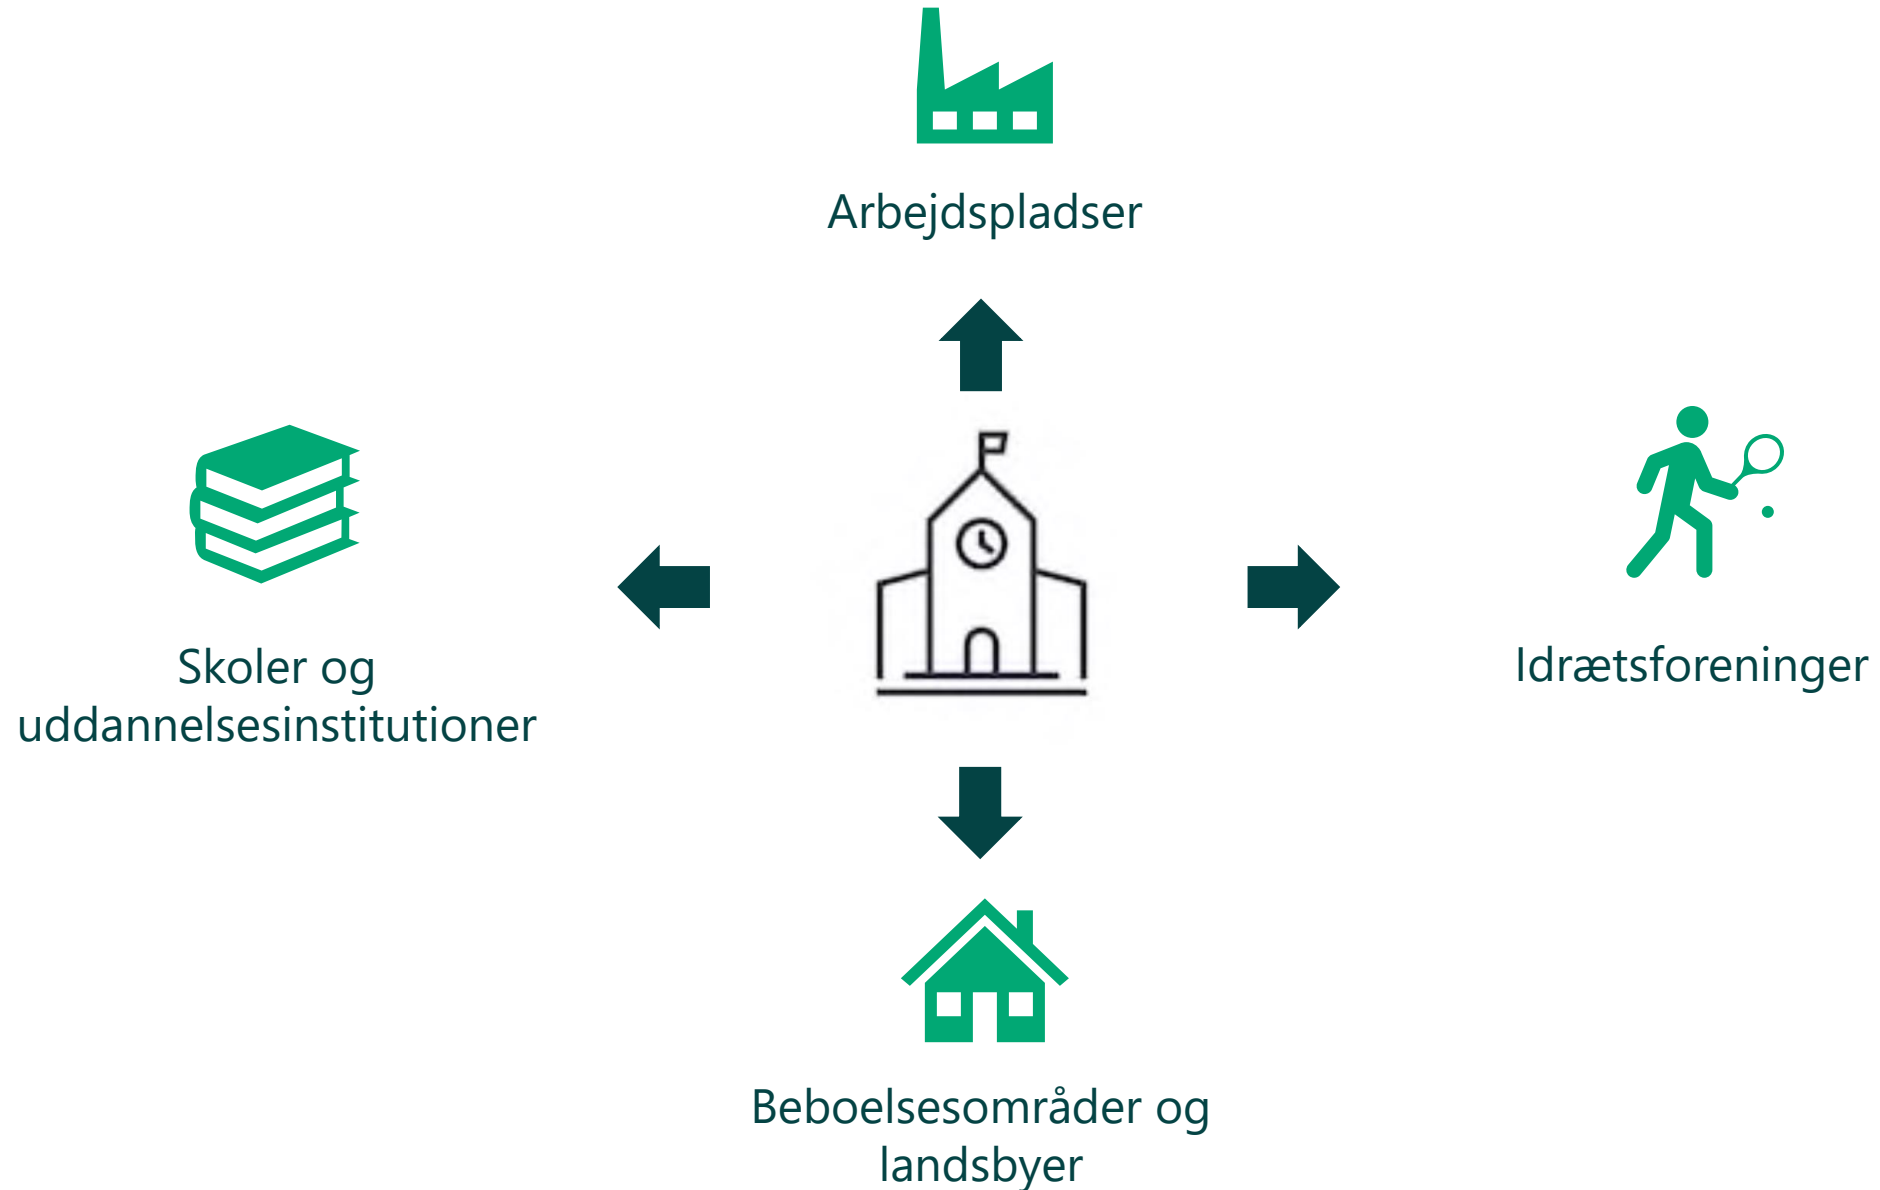 Arbejdspladser
Skoler og
uddannelsesinstitutioner
Idrætsforeninger
Beboelsesområder og
landsbyer